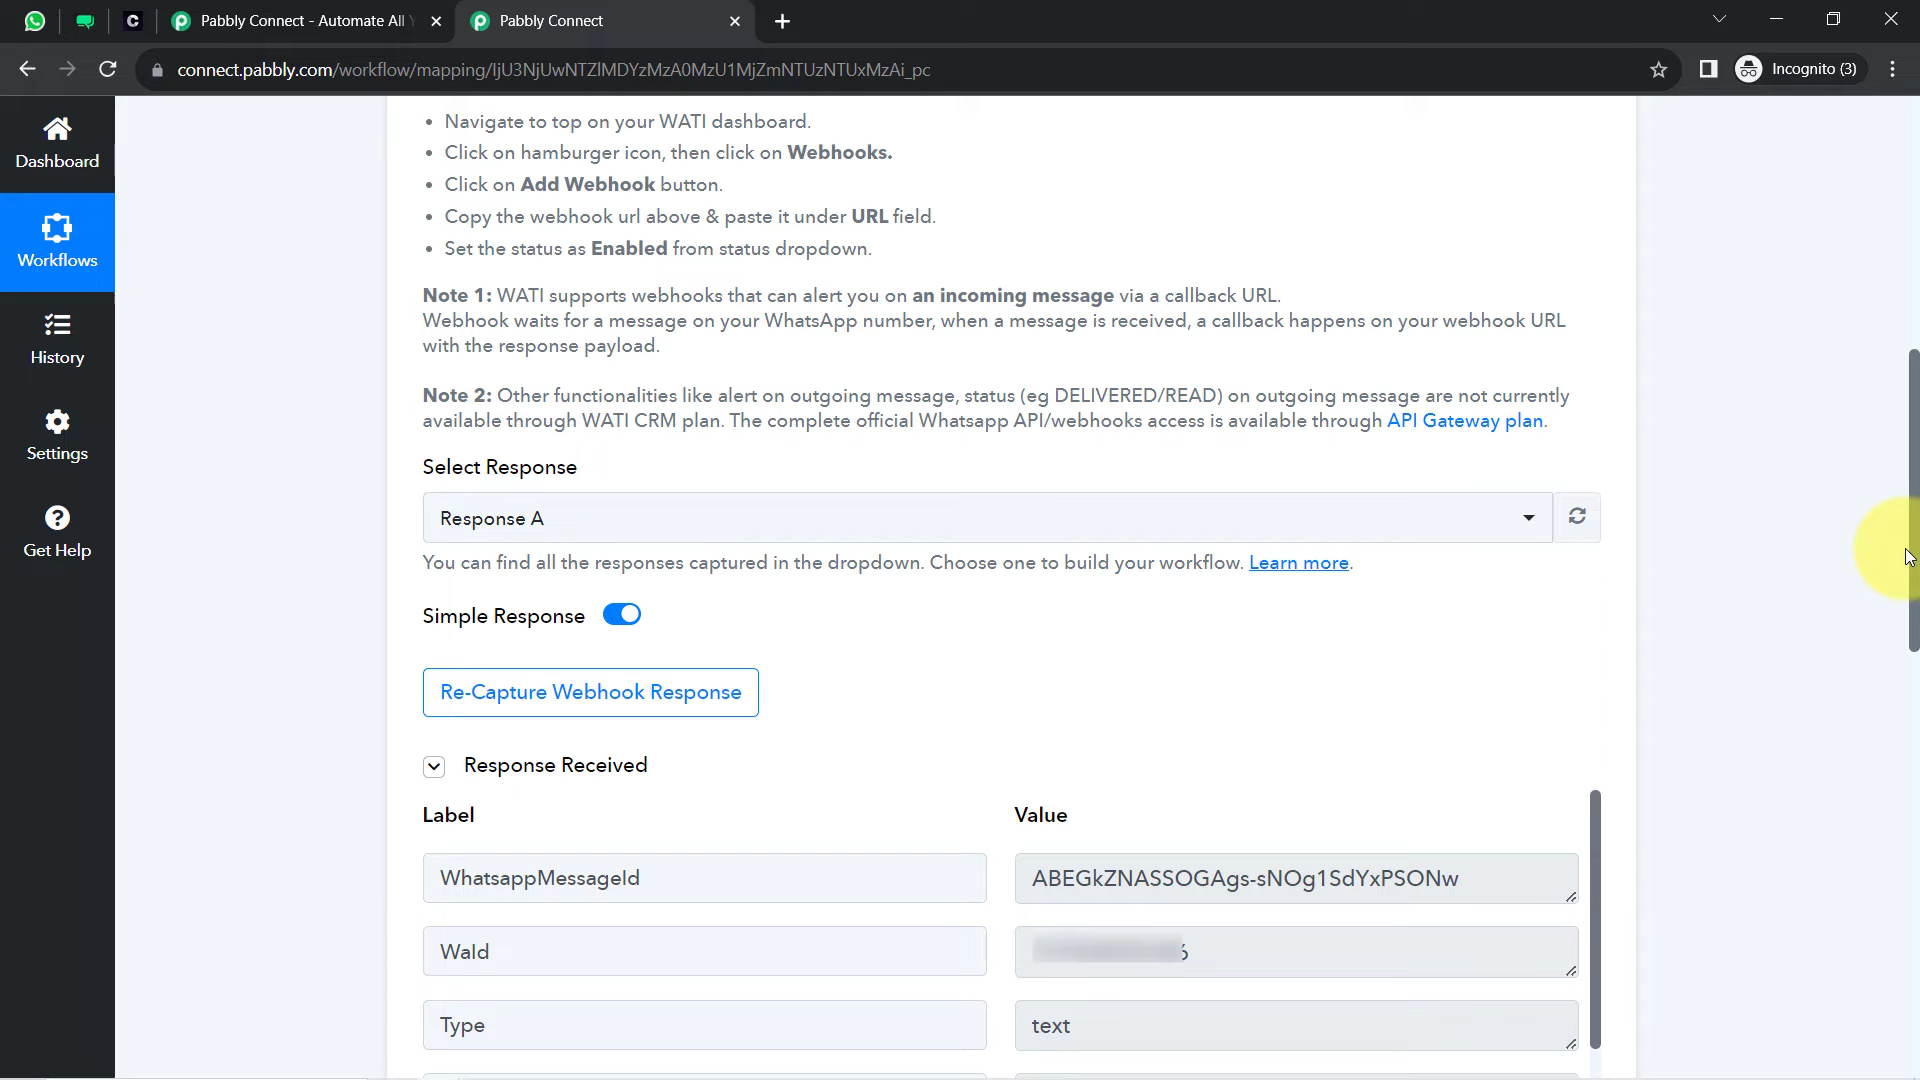 Pabbly Connect - Automate All Y
Pabbly Connect
connect.pabbly.com/workflow/mapping/IjU3NjUwNTZlMDYzMzA0MzU1MjZmNTUzNTUxMzAi_pc
Incognito (3)
Dashboard
Workflows
History
Settings
Get Help
• Navigate to top on your WATI dashboard.
• Click on hamburger icon, then click on Webhooks.
• Click on Add Webhook button.
• Copy the webhook url above & paste it under URL field.
• Set the status as Enabled from status dropdown.
Note 1: WATI supports webhooks that can alert you on an incoming message via a callback URL.
Webhook waits for a message on your WhatsApp number, when a message is received, a callback happens on your webhook URL
with the response payload.
Note 2: Other functionalities like alert on outgoing message, status (eg DELIVERED/READ) on outgoing message are not currently
available through WATI CRM plan. The complete official Whatsapp API/webhooks access is available through API Gateway plan.
Select Response
Response A
You can find all the responses captured in the dropdown. Choose one to build your workflow. Learn more.
Simple Response
Re-Capture Webhook Response
Response Received
Label
Value
WhatsappMessageId
ABEGkZNASSOGAgs-sNOg1SdYxPSONw
WaId
Type
text